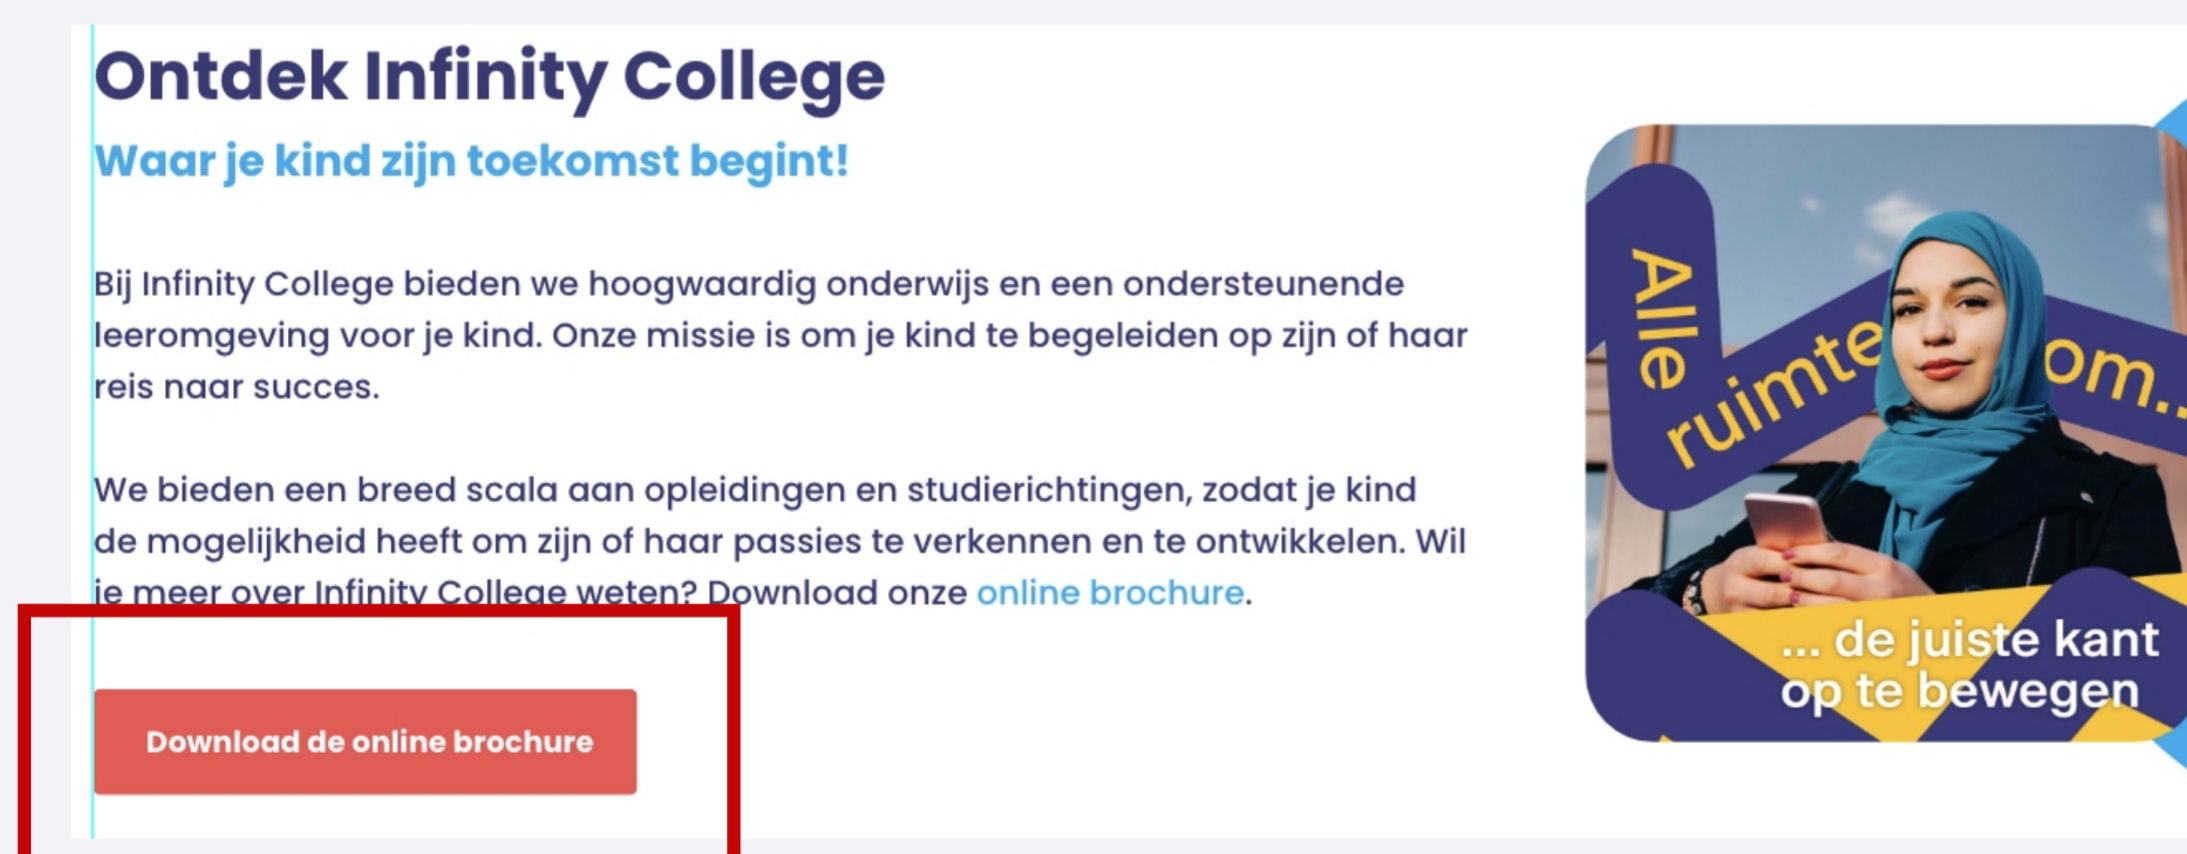 Ontdek Infinity College
Waar je kind zijn toekomst begint!
Bij Infinity College bieden we hoogwaardig onderwijs en een ondersteunende
leeromgeving voor je kind. Onze missie is om je kind te begeleiden op zijn of haar
reis naar succes.
We bieden een breed scala aan opleidingen en studierichtingen, zodat je kind
de mogelijkheid heeft om zijn of haar passies te verkennen en te ontwikkelen. Wil
je meer over Infinity College weten? Download onze online brochure.
Download de online brochure
Alle
ruimte
om...
... de juiste kant
op te bewegen